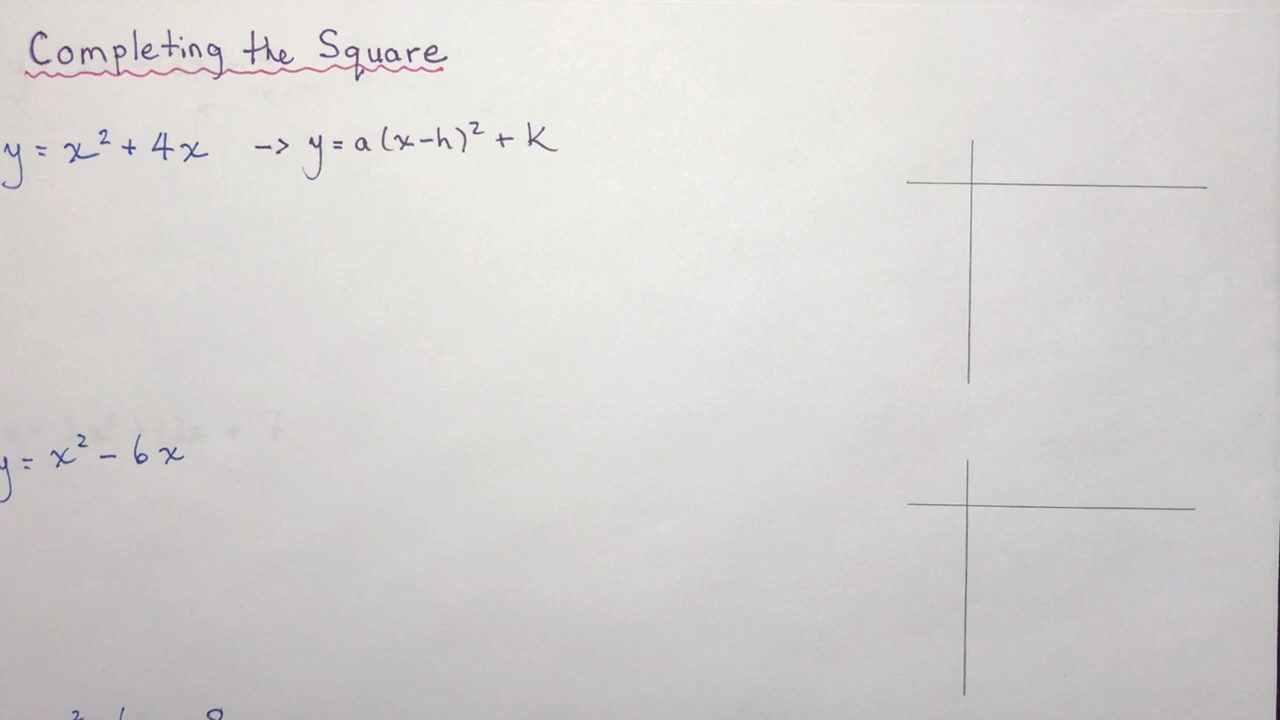 Completing the Square
y = x² + 4x -> y = a(x-h)² + k
y = x² - 6x